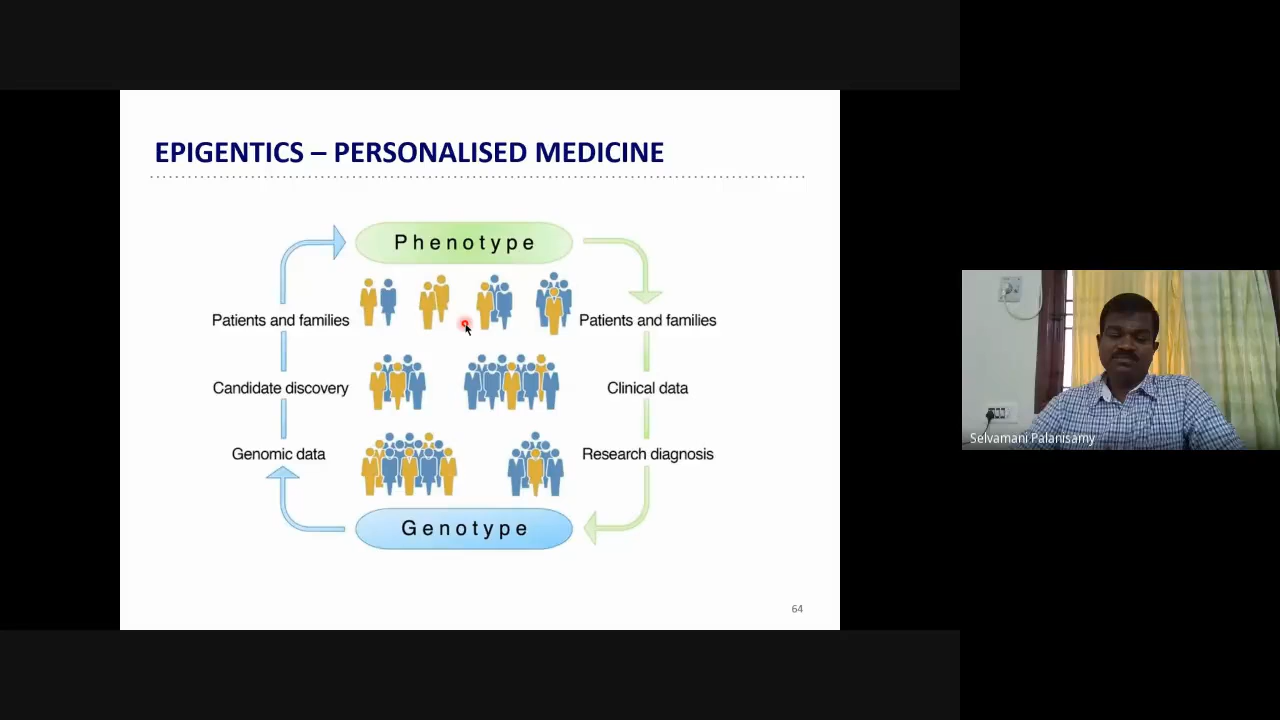 EPIGENTICS – PERSONALISED MEDICINE
Phenotype
Patients and families
Patients and families
Candidate discovery
Clinical data
Genomic data
Research diagnosis
Genotype
64
Selvamani Palanisamy